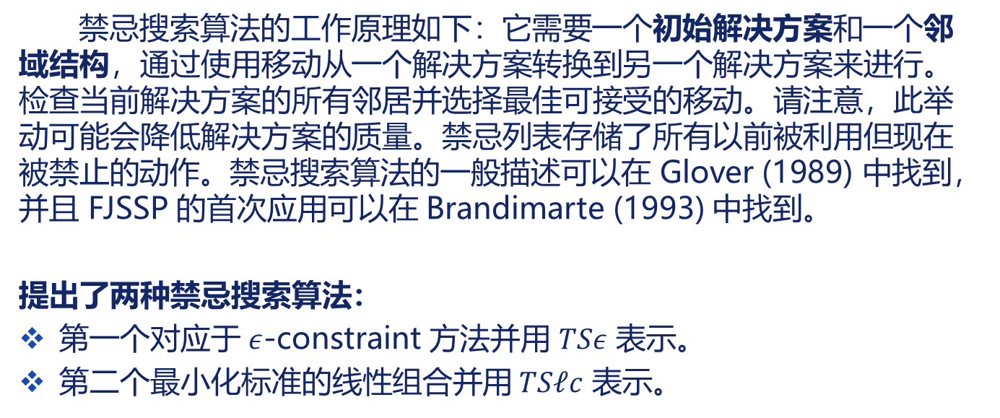 禁忌搜索算法的工作原理如下：它需要一个初始解决方案和一个邻
域结构，通过使用移动从一个解决方案转换到另一个解决方案来进行。
检查当前解决方案的所有邻居并选择最佳可接受的移动。请注意，此举
动可能会降低解决方案的质量。禁忌列表存储了所有以前被利用但现在
被禁止的动作。禁忌搜索算法的一般描述可以在 Glover (1989) 中找到，
并且 FJSSP 的首次应用可以在 Brandimarte (1993) 中找到。
提出了两种禁忌搜索算法：
❖ 第一个对应于 ϵ-constraint 方法并用 TSϵ 表示。
❖ 第二个最小化标准的线性组合并用 TSℓc 表示。